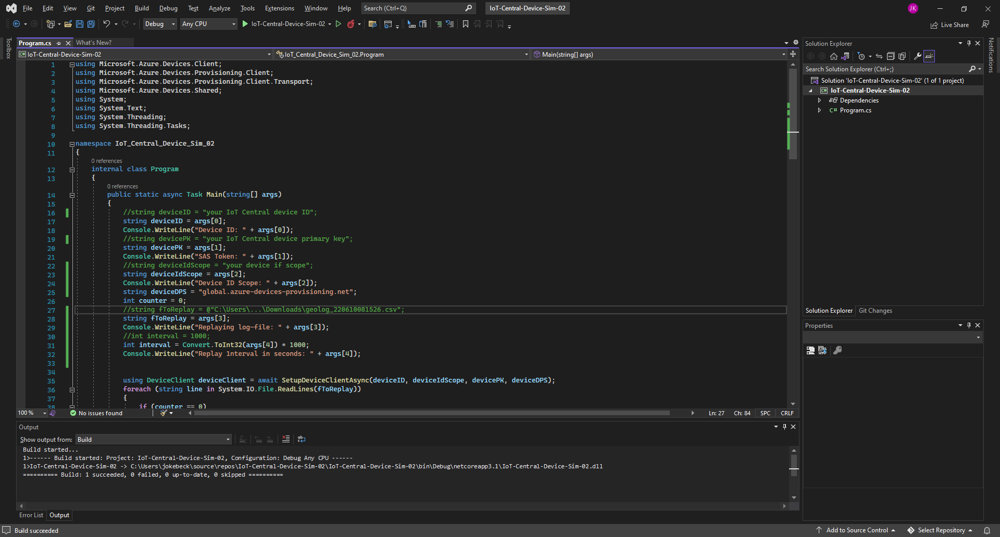 File Edit View Git Project Build Debug Test Analyze Tools Extensions Window Help Search (Ctrl+Q) IoT-Central-Device-Sim-02 JK
Debug Any CPU IoT-Central-Device-Sim-02 Live Share
Toolbox
Program.cs What's New?
IoT-Central-Device-Sim-02 IoT_Central_Device_Sim_02.Program Main(string[] args)
1 using Microsoft.Azure.Devices.Client;
2 using Microsoft.Azure.Devices.Provisioning.Client;
3 using Microsoft.Azure.Devices.Provisioning.Client.Transport;
4 using Microsoft.Azure.Devices.Shared;
5 using System;
6 using System.Text;
7 using System.Threading;
8 using System.Threading.Tasks;
9
10 namespace IoT_Central_Device_Sim_02
11 {
0 references
12 internal class Program
13 {
0 references
14 public static async Task Main(string[] args)
15 {
16 //string deviceID = "your IoT Central device ID";
17 string deviceID = args[0];
18 Console.WriteLine("Device ID: " + args[0]);
19 //string devicePK = "your IoT Central device primary key";
20 string devicePK = args[1];
21 Console.WriteLine("SAS Token: " + args[1]);
22 //string deviceIdScope = "your device if scope";
23 string deviceIdScope = args[2];
24 Console.WriteLine("Device ID Scope: " + args[2]);
25 string deviceDPS = "global.azure-devices-provisioning.net";
26 int counter = 0;
27 //string fToReplay = @"C:\Users\...\Downloads\geolog_220610081526.csv";
28 string fToReplay = args[3];
29 Console.WriteLine("Replaying log-file: " + args[3]);
30 //int interval = 1000;
31 int interval = Convert.ToInt32(args[4]) * 1000;
32 Console.WriteLine("Replay 1nterval in seconds: " + args[4]);
33
34
35 using DeviceClient deviceClient = await SetupDeviceClientAsync(deviceID, deviceIdScope, devicePK, deviceDPS);
36 foreach (string line in System.IO.File.ReadLines(fToReplay))
37 {
38 if (counter == 0)
100 % No issues found Ln: 27 Ch: 84 SPC CRLF
Output
Show output from: Build
Build started...
1>------ Build started: Project: IoT-Central-Device-Sim-02, Configuration: Debug Any CPU ------
1>IoT-Central-Device-Sim-02 -> C:\Users\jokebeck\source\repos\IoT-Central-Device-Sim-02\IoT-Central-Device-Sim-02\bin\Debug\netcoreapp3.1\IoT-Central-Device-Sim-02.dll
========== Build: 1 succeeded, 0 failed, 0 up-to-date, 0 skipped ==========
Error List Output
Solution Explorer
Search Solution Explorer (Ctrl+;)
Solution 'IoT-Central-Device-Sim-02' (1 of 1 project)
C# IoT-Central-Device-Sim-02
Dependencies
C# Program.cs
Solution Explorer Git Changes
Properties
Notifications
Build succeeded Add to Source Control Select Repository